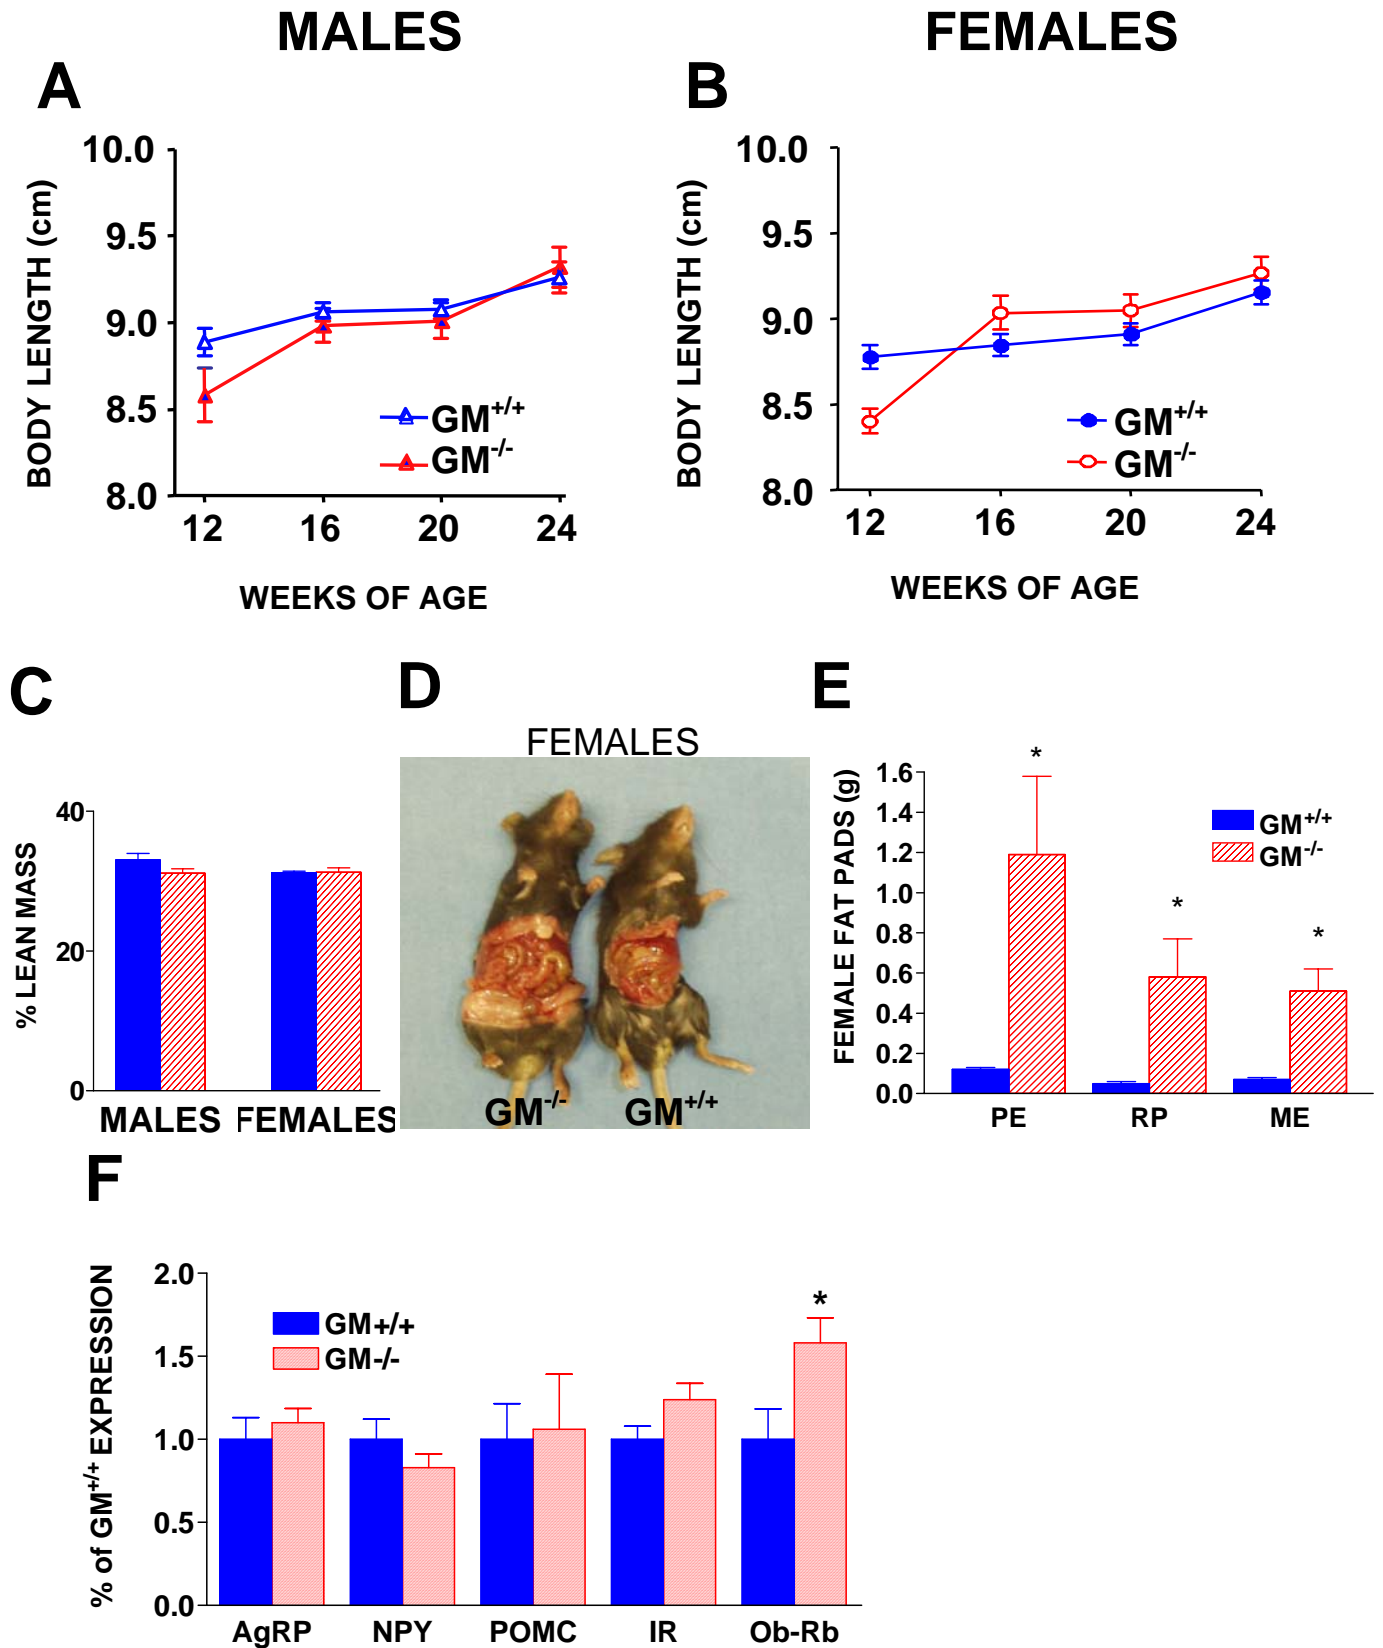 MALES
FEMALES
A
B
BODY LENGTH (cm)
10.0
9.5
9.0
8.5
8.0
12 16 20 24
WEEKS OF AGE
GM+/+
GM-/-
BODY LENGTH (cm)
10.0
9.5
9.0
8.5
8.0
12 16 20 24
WEEKS OF AGE
GM+/+
GM-/-
C
% LEAN MASS
40
20
0
MALES FEMALES
D
FEMALES
GM-/- GM+/+
E
FEMALE FAT PADS (g)
1.6
1.4
1.2
1.0
0.8
0.6
0.4
0.2
0.0
*
*
*
GM+/+
GM-/-
PE RP ME
F
% of GM+/+ EXPRESSION
2.0
1.5
1.0
0.5
0.0
GM+/+
GM-/-
*
AgRP NPY POMC IR Ob-Rb